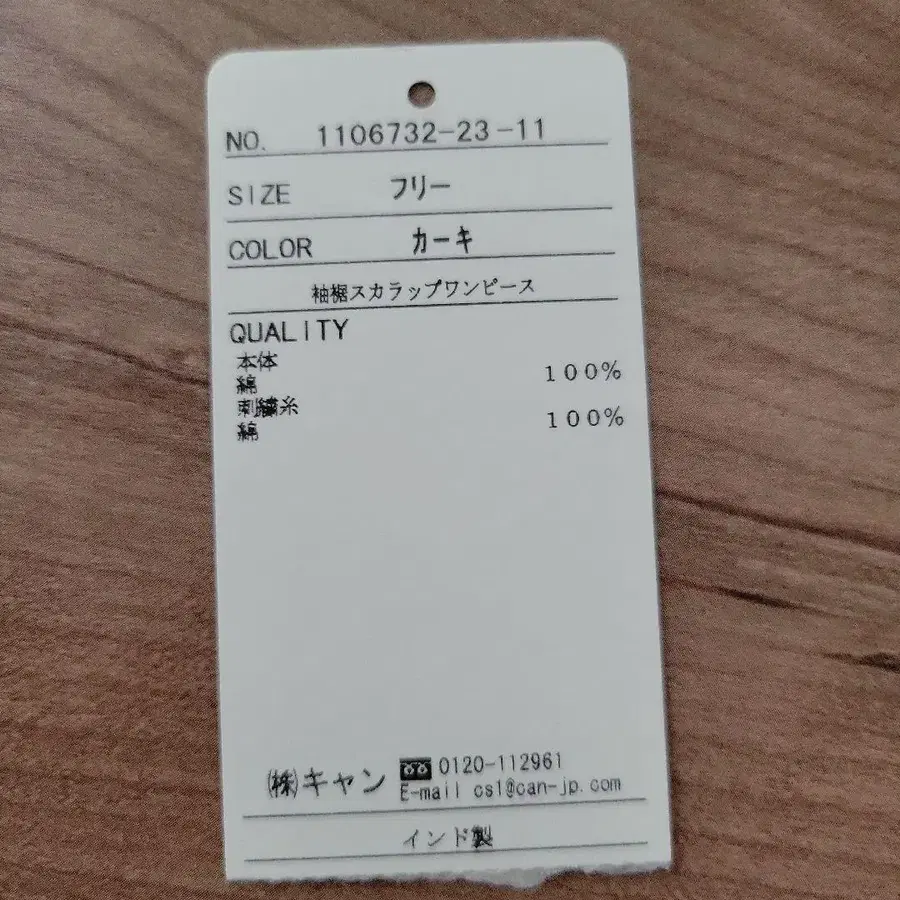 NO. 1106732-23-11
SIZE フリー
COLOR カーキ
袖裾スカラップワンピース
QUALITY
本体
綿 100%
刺繍糸
綿 100%
㈱キャン 0120-112961
E-mail cs1@can-jp.com
インド製